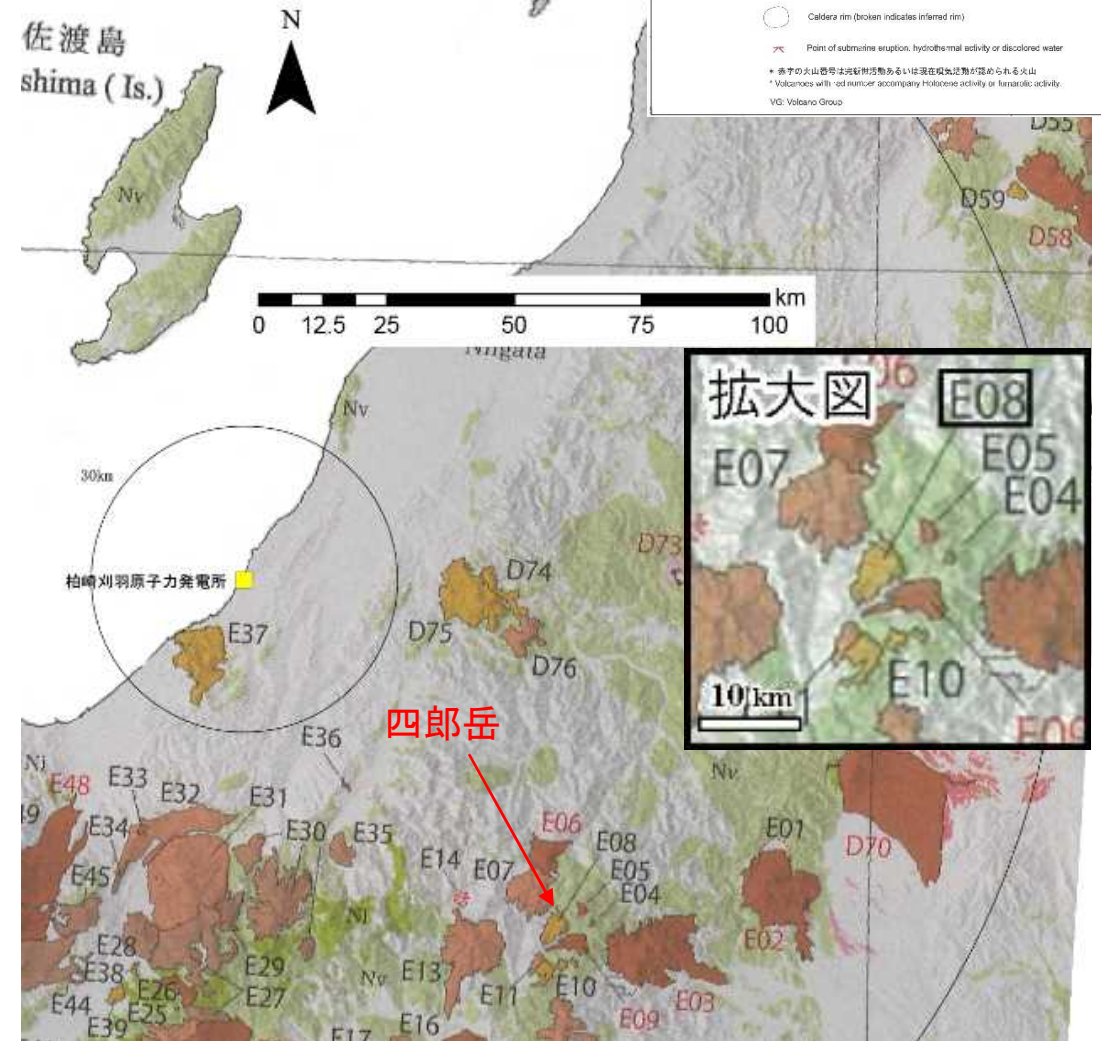 佐渡島
shima ( Is.)
N
Caldera rim (broken indicates inferred rim)
Point of submarine eruption, hydrothermal activity or discolored water
* 赤字の火山番号は完新世活動あるいは現在噴気活動が認められる火山
* Volcanoes with red number accompany Holocene activity or fumarolic activity.
VG: Volcano Group
D55
D59
D58
Nv
km
0 12.5 25 50 75 100
Niigata
Nv
30km
柏崎刈羽原子力発電所
E37
D73
D74
D75
D76
拡大図
06
E08
E05
E04
E07
E10
E09
10 km
四郎岳
E36
Nv
E48
E33
E32
E31
E34
E30
E35
E45
E14
E07
E06
E08
E05
E04
E01
D70
E02
E28
E38
E29
E13
E11
E10
E03
E09
E44
E26
E27
E25
E39
E16
E17
Nv